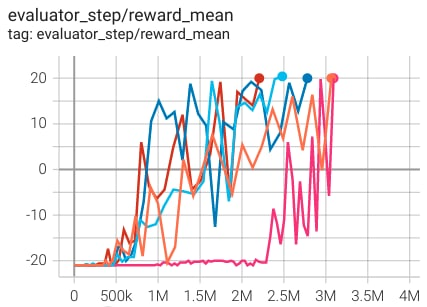 evaluator_step/reward_mean
tag: evaluator_step/reward_mean
20
10
0
-10
-20
0 500k 1M 1.5M 2M 2.5M 3M 3.5M 4M